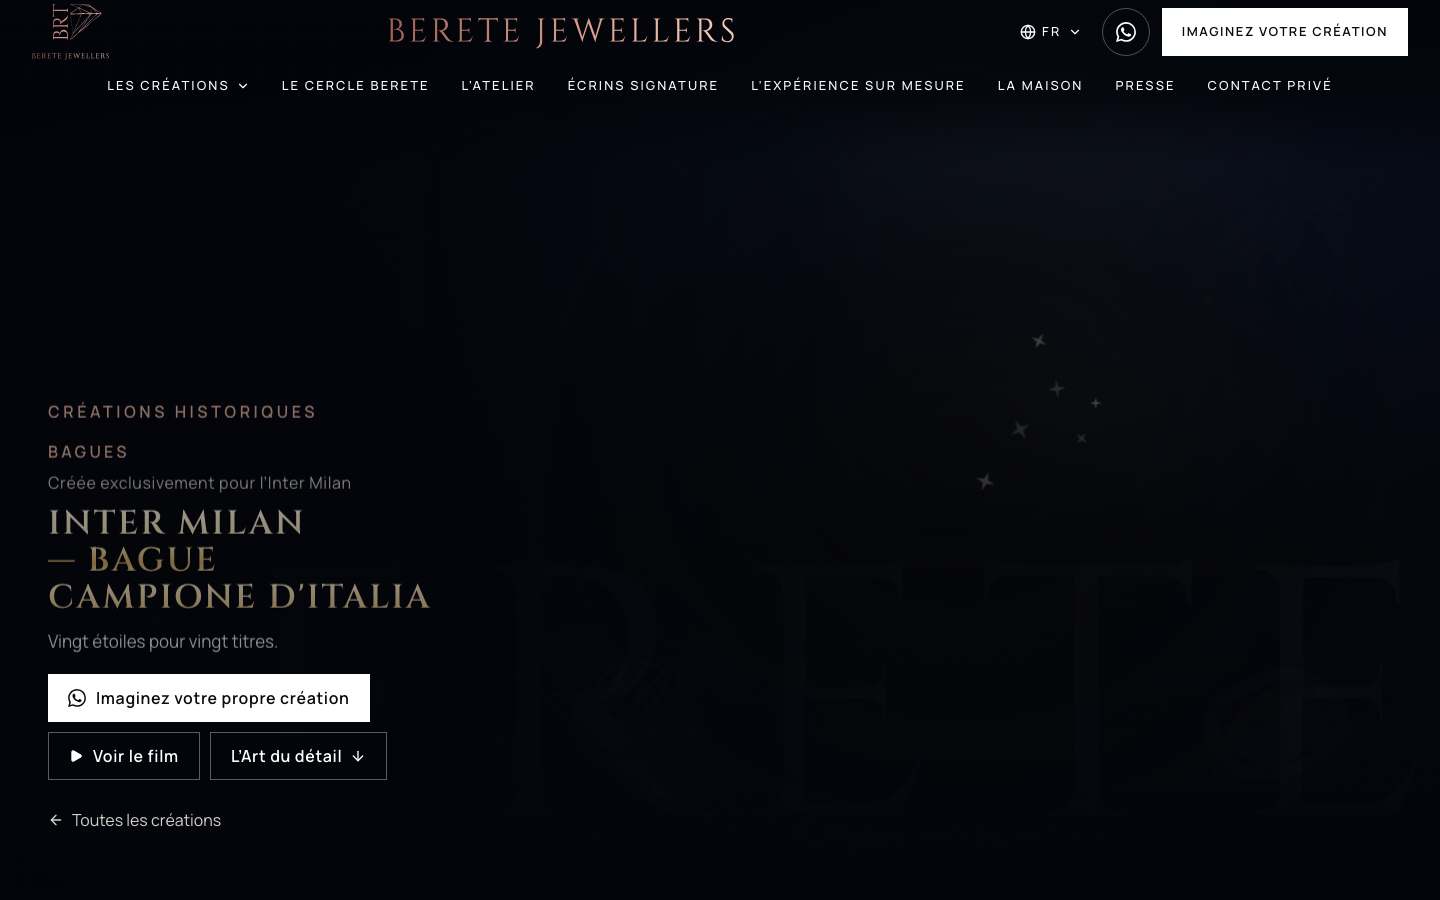 BRT
BERETE JEWELLERS
BERETE JEWELLERS
FR
IMAGINEZ VOTRE CRÉATION
LES CRÉATIONS
LE CERCLE BERETE
L'ATELIER
ÉCRINS SIGNATURE
L'EXPÉRIENCE SUR MESURE
LA MAISON
PRESSE
CONTACT PRIVÉ
CRÉATIONS HISTORIQUES
BAGUES
Créée exclusivement pour l'Inter Milan
INTER MILAN
— BAGUE
CAMPIONE D'ITALIA
Vingt étoiles pour vingt titres.
Imaginez votre propre création
Voir le film
L'Art du détail ↓
← Toutes les créations
RETE